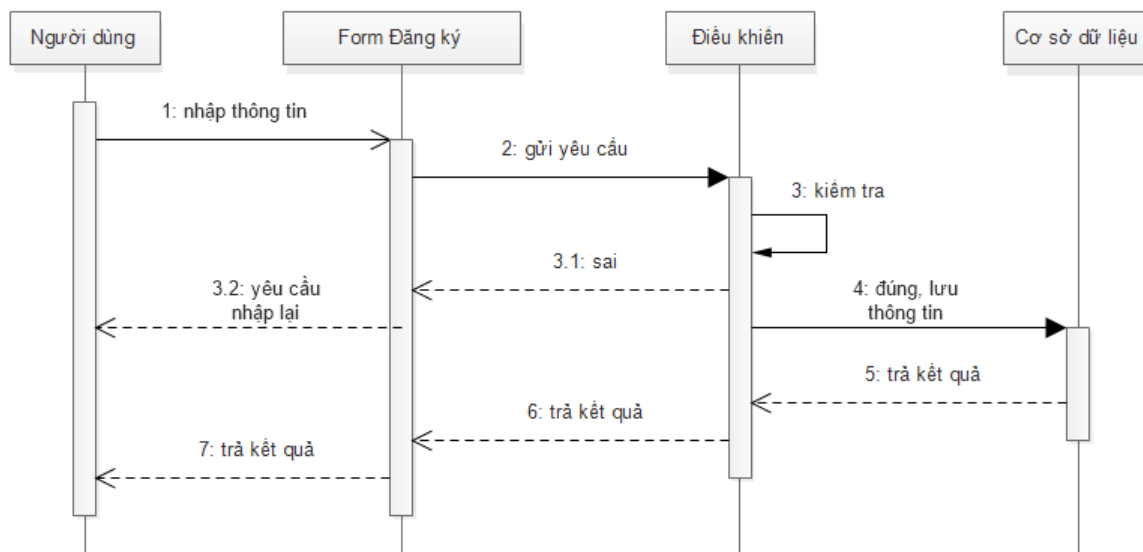 Người dùng
Form Đăng ký
Điều khiển
Cơ sở dữ liệu
1: nhập thông tin
2: gửi yêu cầu
3: kiểm tra
3.1: sai
3.2: yêu cầu
nhập lại
4: đúng, lưu
thông tin
5: trả kết quả
6: trả kết quả
7: trả kết quả